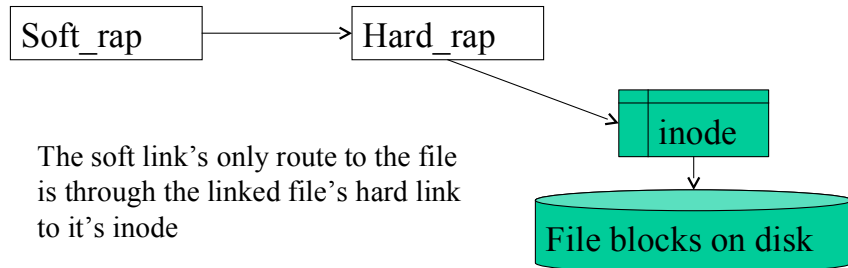 Soft_rap
Hard_rap
inode
The soft link's only route to the file
is through the linked file's hard link
to it's inode
File blocks on disk